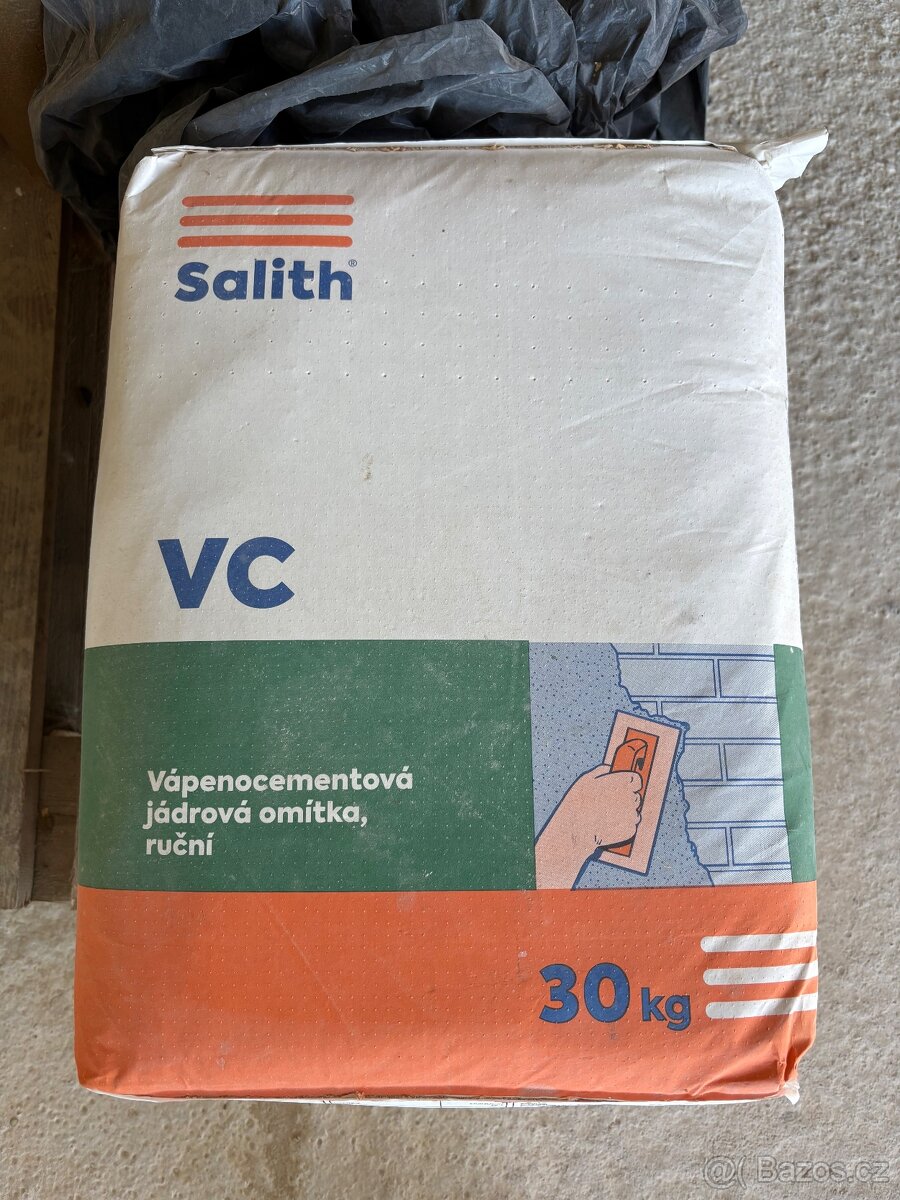 Salith®
VC
Vápenocementová
jádrová omítka,
ruční
30 kg
@( Bazos.cz